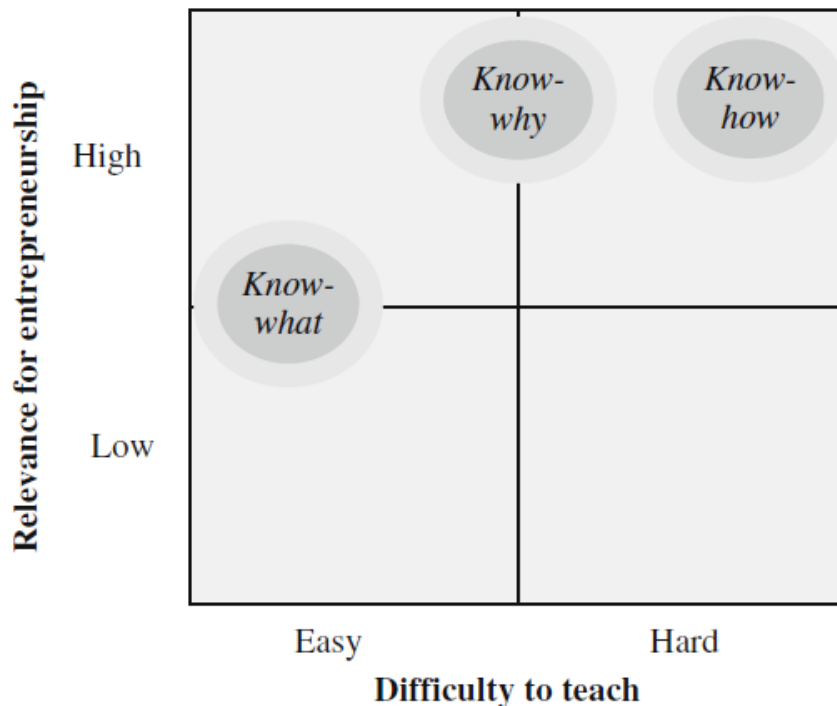 Relevance for entrepreneurship
High
Low
Know-
why
Know-
how
Know-
what
Easy
Hard
Difficulty to teach